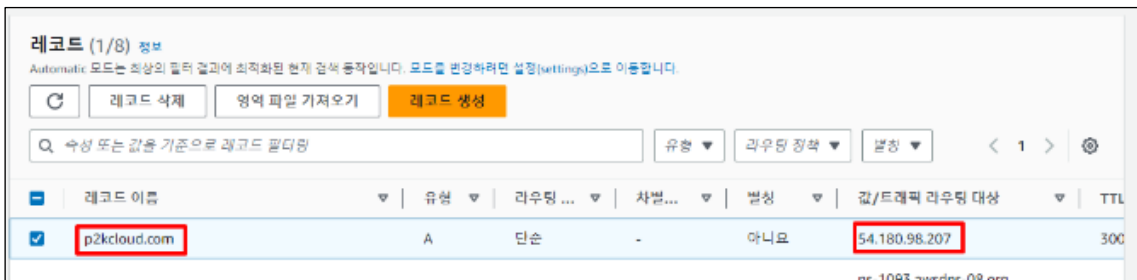 레코드 (1/8) 정보
Automatic 모드는 최상의 필터 결과에 최적화된 현재 검색 동작입니다. 모드를 변경하려면 설정(settings)으로 이동합니다.
레코드 삭제 영역 파일 가져오기 레코드 생성
속성 또는 값을 기준으로 레코드 필터링 유형 라우팅 정책 별칭 < 1 >
레코드 이름 유형 라우팅 ... 차별... 별칭 값/트래픽 라우팅 대상 TTL
p2kcloud.com A 단순 - 아니요 54.180.98.207 300
ns-1093.awsdns-08.org